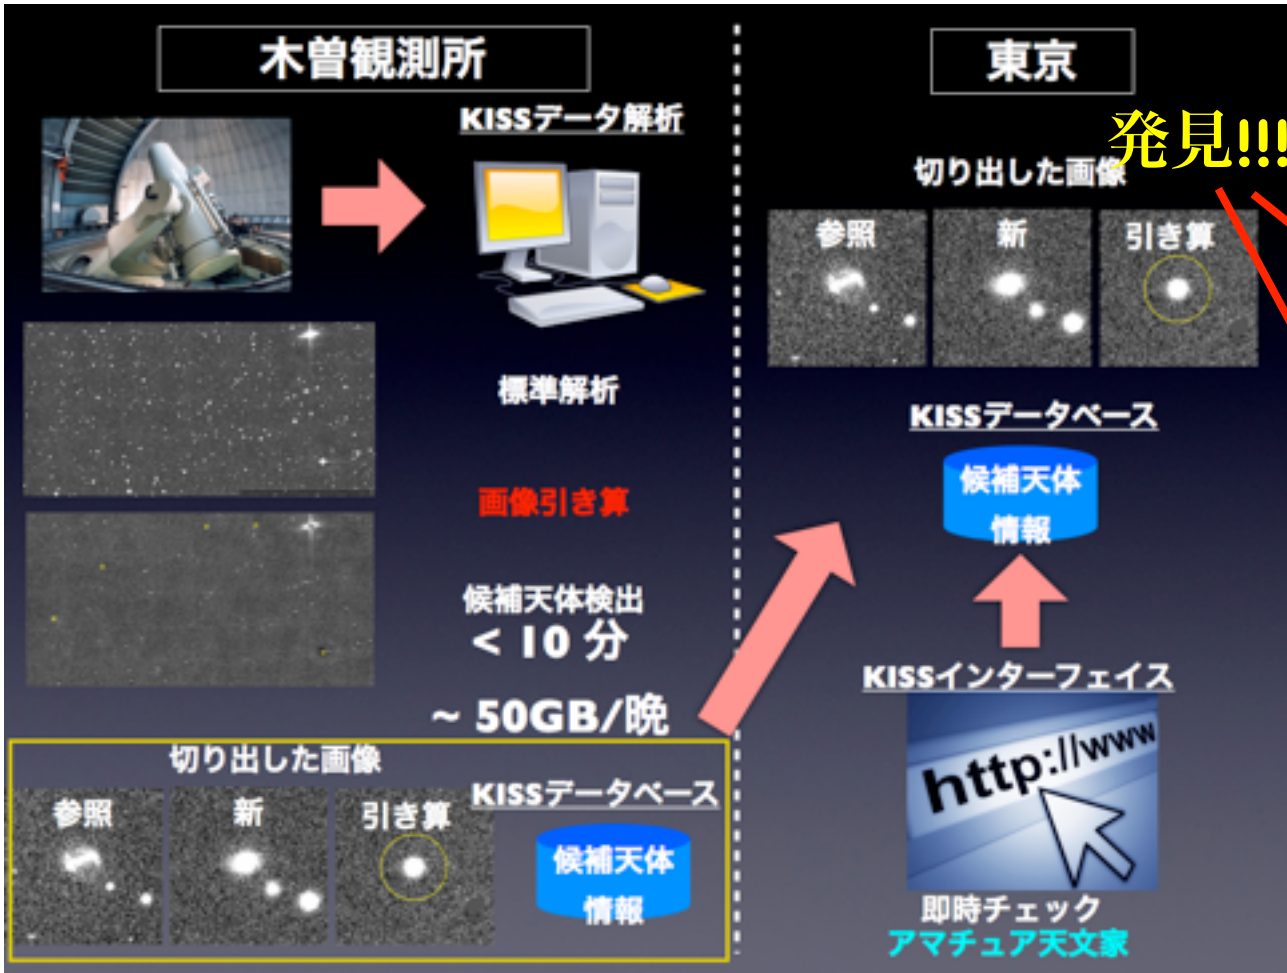 木曽観測所
KISSデータ解析
標準解析
画像引き算
候補天体検出
< 10 分
~ 50GB/晩
切り出した画像
参照
新
引き算
KISSデータベース
候補天体
情報
東京
発見!!!
切り出した画像
参照
新
引き算
KISSデータベース
候補天体
情報
KISSインターフェイス
http://www
即時チェック
アマチュア天文家